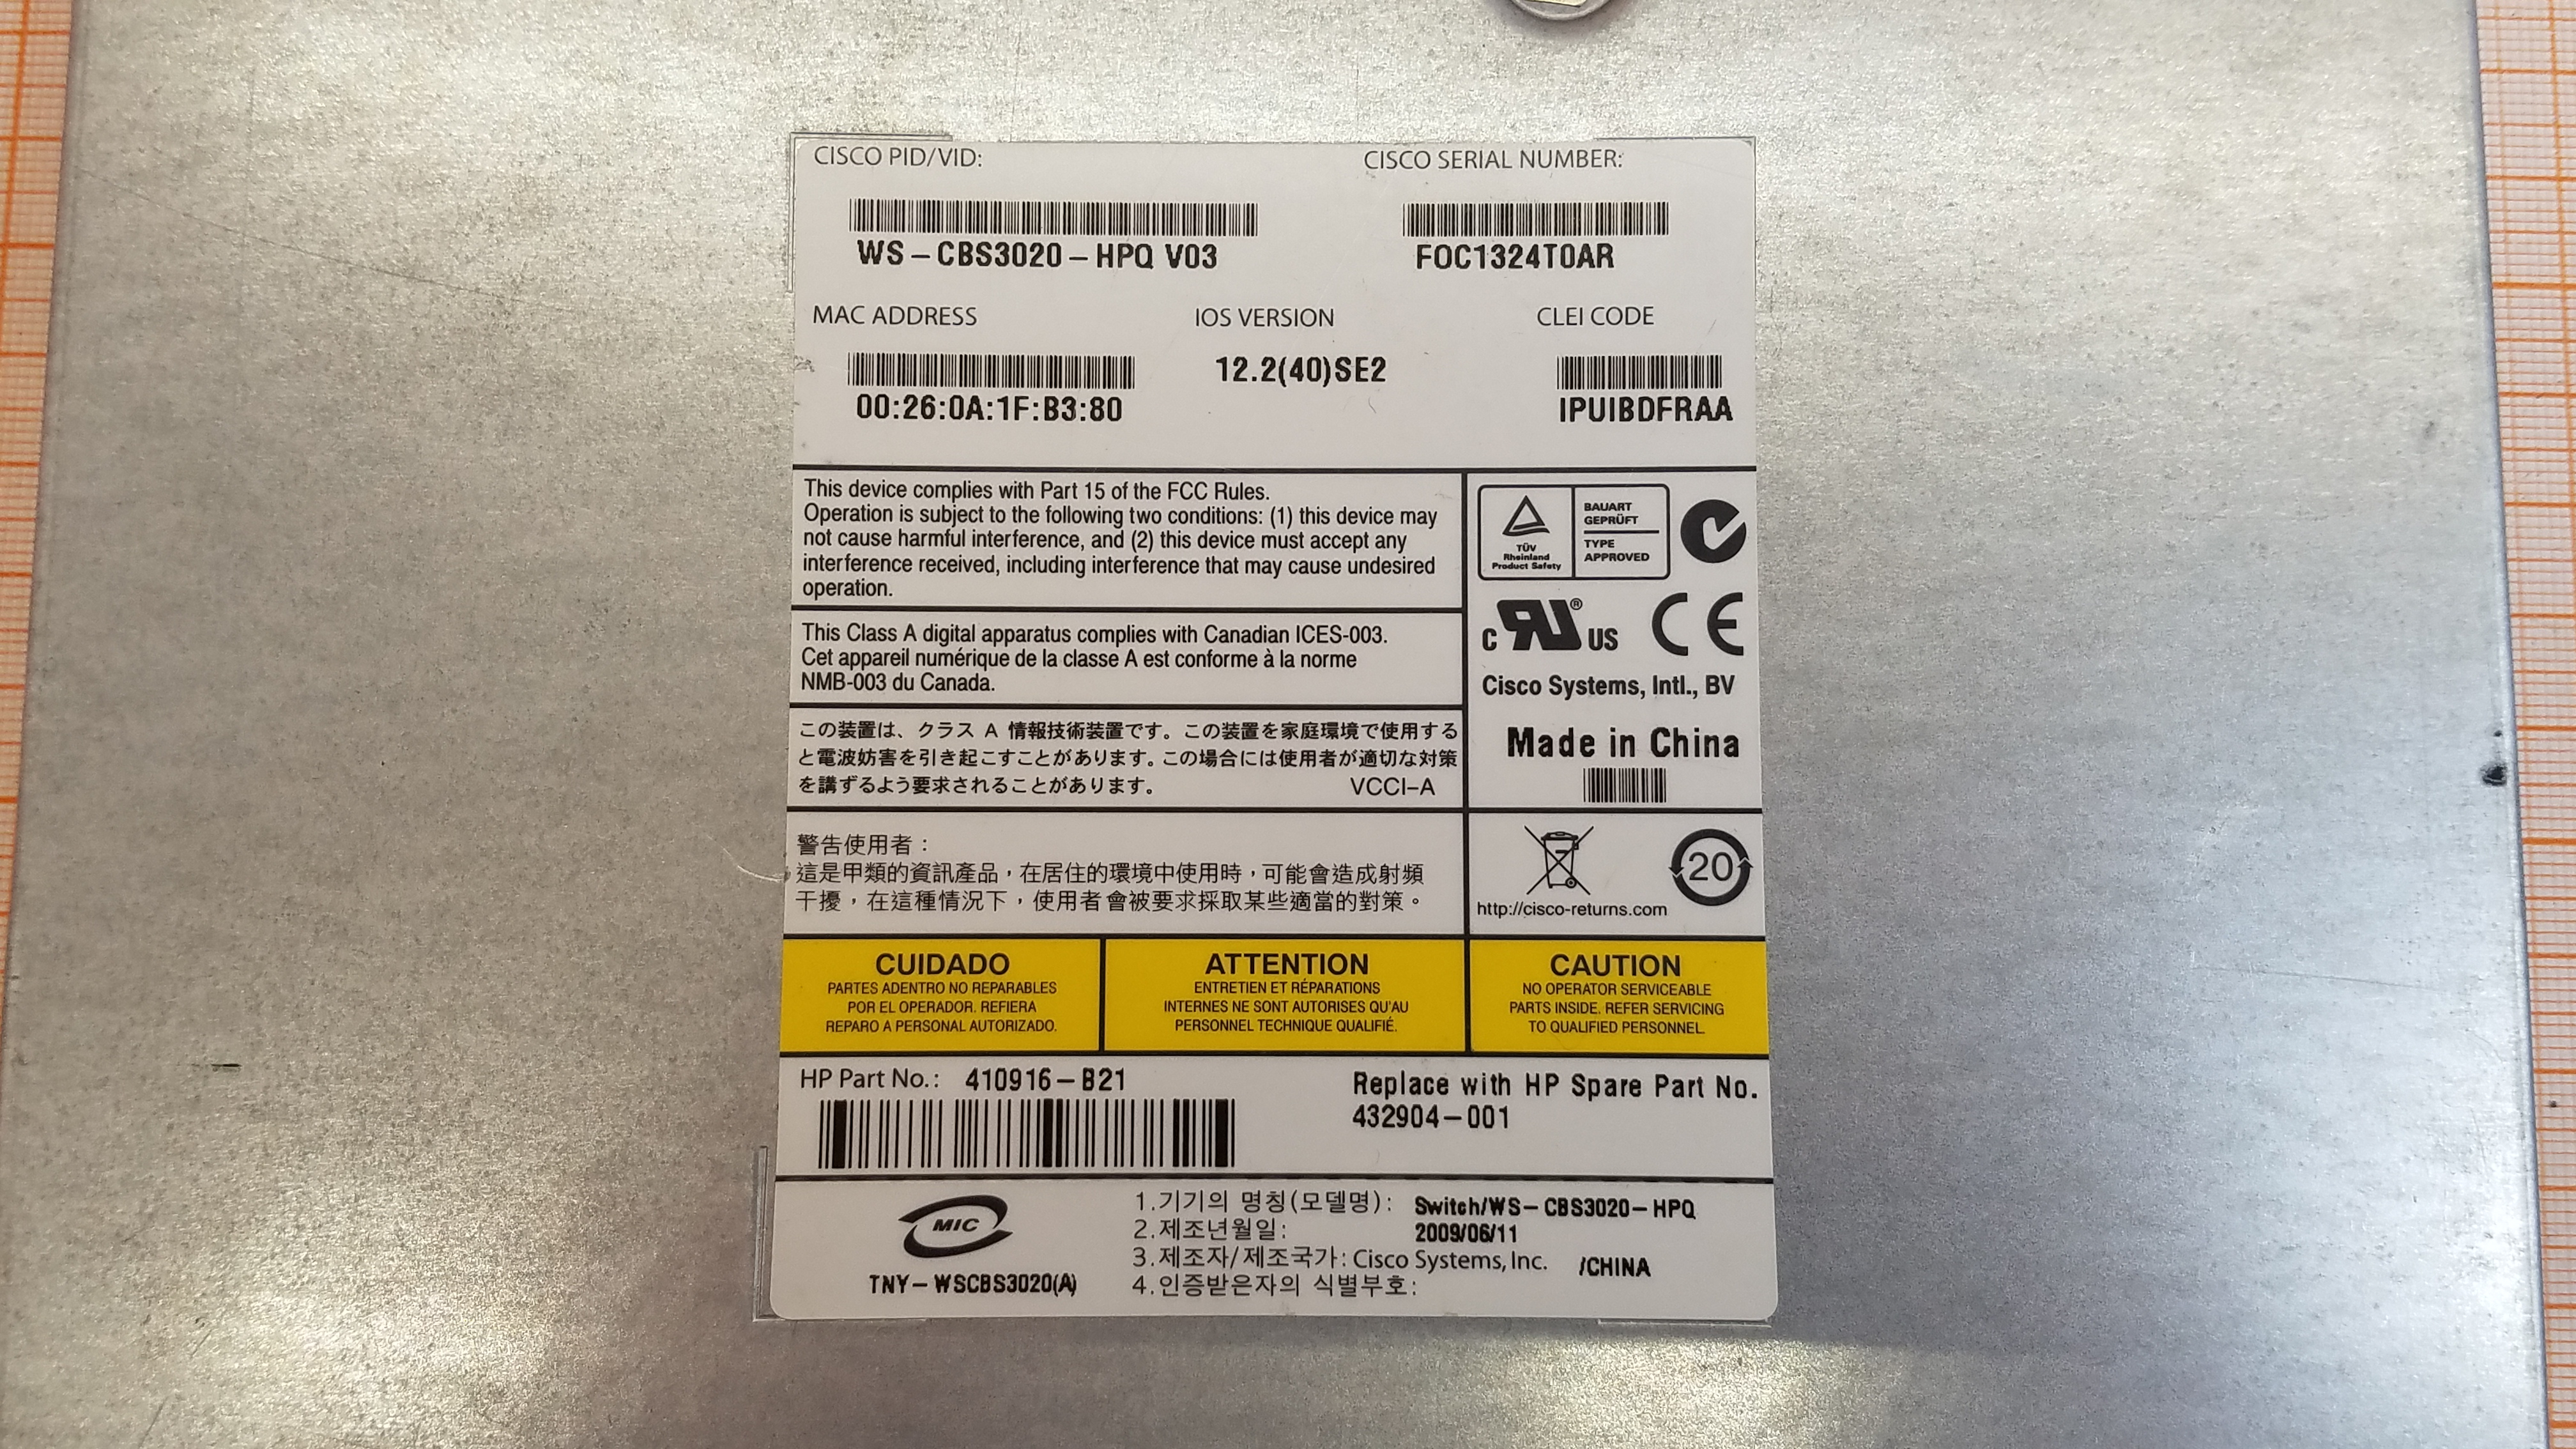 CISCO PID/VID:
CISCO SERIAL NUMBER:
WS-CBS3020-HPQ V03
FOC1324T0AR
MAC ADDRESS
IOS VERSION
CLEI CODE
12.2(40)SE2
00:26:0A:1F:B3:80
IPUIBDFRAA
This device complies with Part 15 of the FCC Rules.
Operation is subject to the following two conditions: (1) this device may
not cause harmful interference, and (2) this device must accept any
interference received, including interference that may cause undesired
operation.
TÜV
Rheinland
Product Safety
BAUART
GEPRÜFT
TYPE
APPROVED
This Class A digital apparatus complies with Canadian ICES-003.
Cet appareil numérique de la classe A est conforme à la norme
NMB-003 du Canada.
C RU ® US CE
Cisco Systems, Intl., BV
Made in China
この装置は、クラス A 情報技術装置です。この装置を家庭環境で使用する
と電波妨害を引き起こすことがあります。この場合には使用者が適切な対策
を講ずるよう要求されることがあります。 VCCI-A
警告使用者：
這是甲類的資訊產品，在居住的環境中使用時，可能會造成射頻
干擾，在這種情況下，使用者會被要求採取某些適當的對策。
20
http://cisco-returns.com
CUIDADO
PARTES ADENTRO NO REPARABLES
POR EL OPERADOR. REFIERA
REPARO A PERSONAL AUTORIZADO.
ATTENTION
ENTRETIEN ET RÉPARATIONS
INTERNES NE SONT AUTORISES QU'AU
PERSONNEL TECHNIQUE QUALIFIÉ.
CAUTION
NO OPERATOR SERVICEABLE
PARTS INSIDE. REFER SERVICING
TO QUALIFIED PERSONNEL.
HP Part No.: 410916-B21
Replace with HP Spare Part No.
432904-001
MIC
TNY-WSCBS3020(A)
1.기기의 명칭(모델명): Switch/WS-CBS3020-HPQ
2.제조년월일: 2009/06/11
3.제조자/제조국가: Cisco Systems, Inc. /CHINA
4.인증받은자의 식별부호: